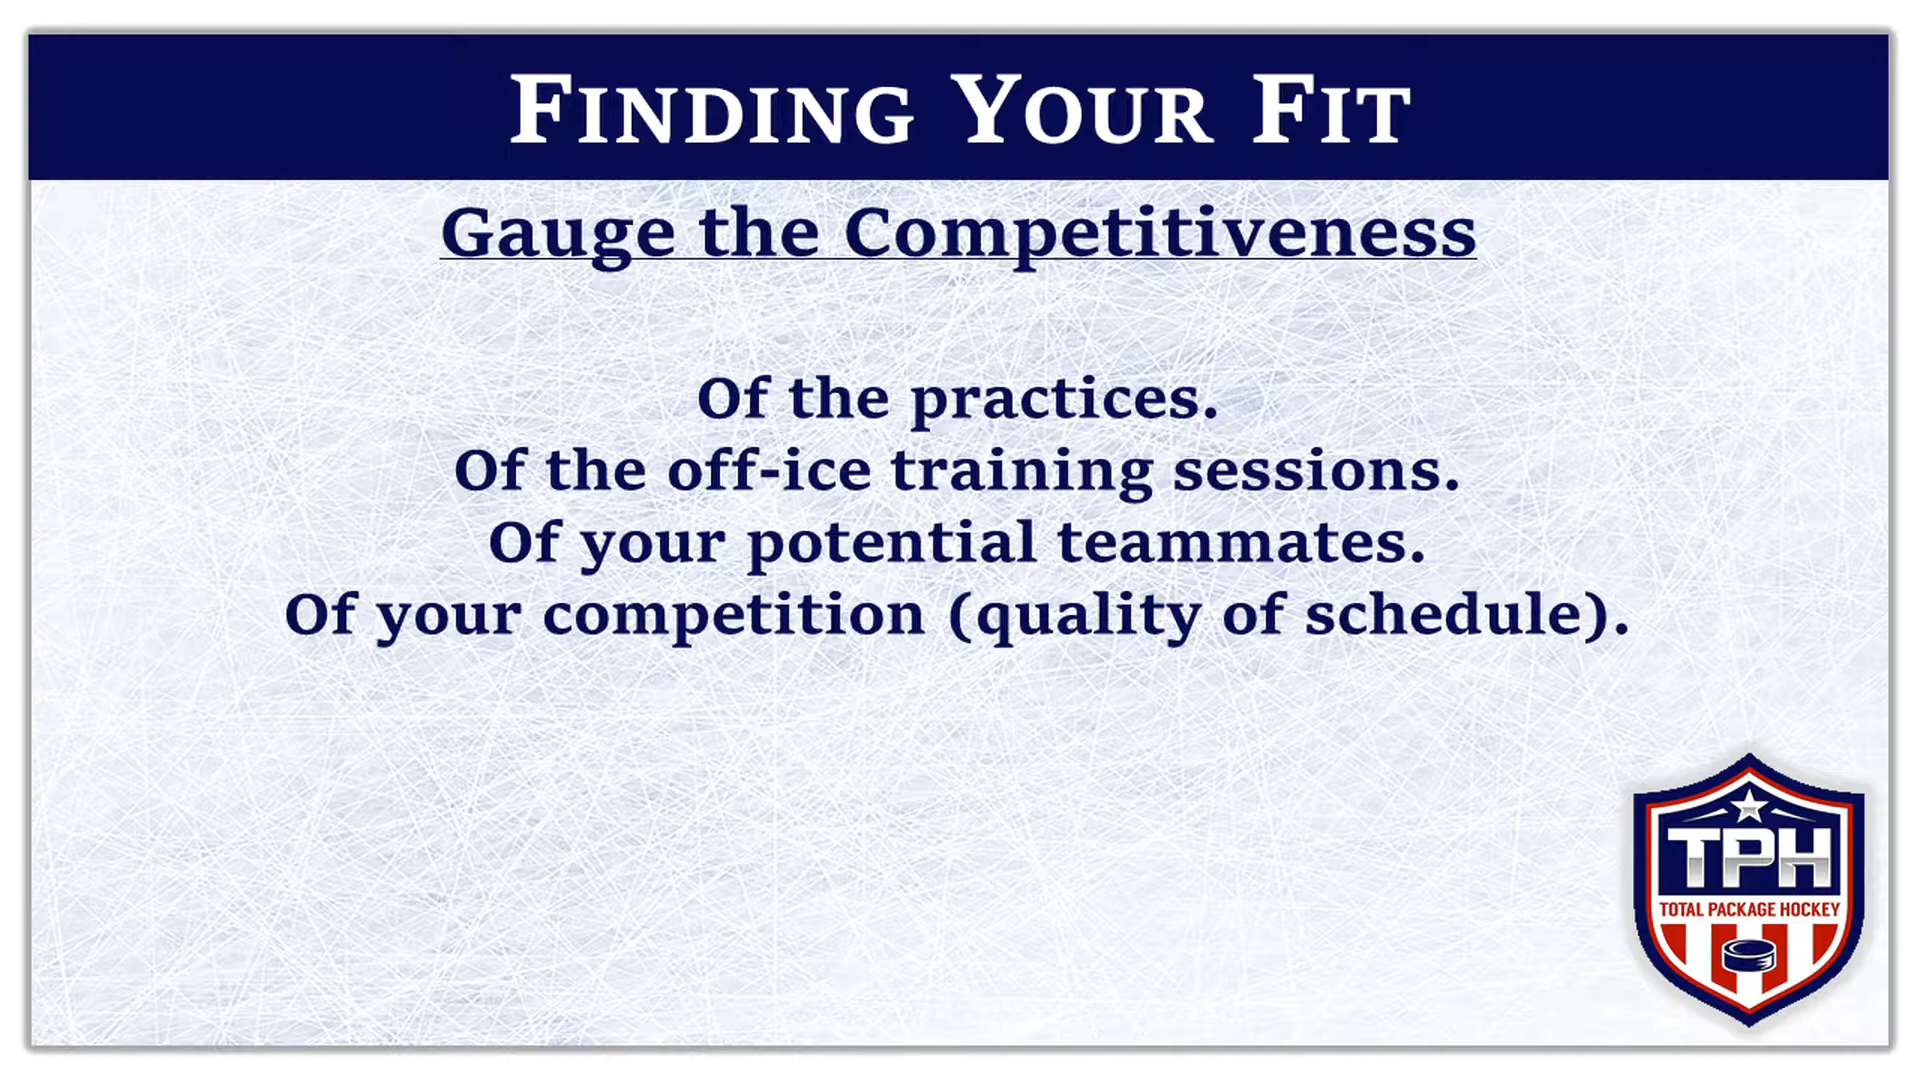 Finding Your Fit
Gauge the Competitiveness
Of the practices.
Of the off-ice training sessions.
Of your potential teammates.
Of your competition (quality of schedule).
TPH
TOTAL PACKAGE HOCKEY